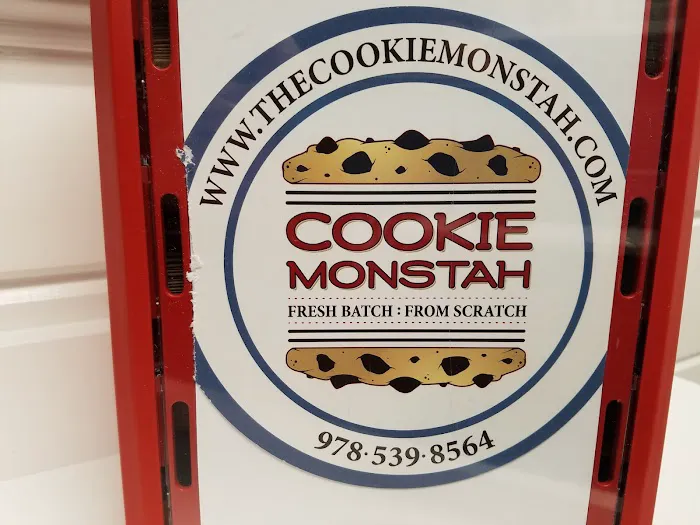 WWW.THECOOKIEMONSTAH.COM
COOKIE
MONSTAH
FRESH BATCH : FROM SCRATCH
978·539·8564